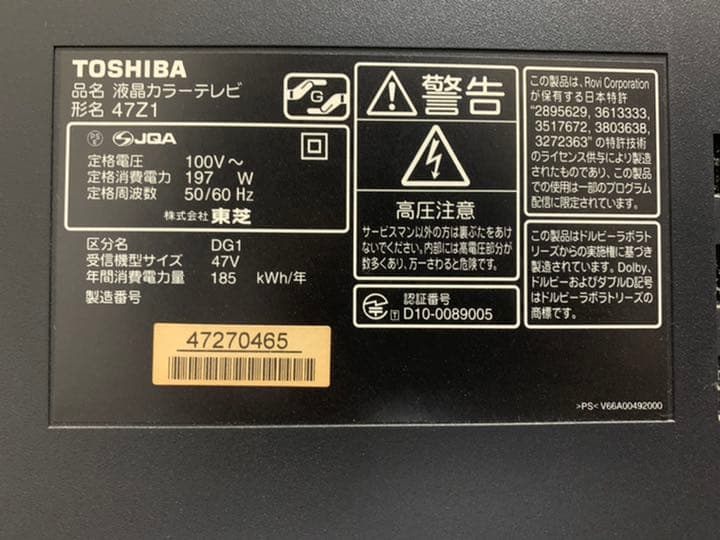 TOSHIBA
品名 液晶カラーテレビ
形名 47Z1
G
PS
E
JQA
定格電圧 100V～
定格消費電力 197 W
定格周波数 50/60 Hz
株式会社 東芝
区分名 DG1
受信機型サイズ 47V
年間消費電力量 185 kWh/年
製造番号
47270465
警告
高圧注意
サービスマン以外の方は裏ぶたをあけ
ないでください。内部には高電圧部分が
数多くあり、万一さわると危険です。
認証番号
T D10-0089005
この製品は、Rovi Corporation
が保有する日本特許
"2895629, 3613333,
3517672, 3803638,
3272363" の特許技術
のライセンス供与により製造
されたものであり、この製品
での使用は一部のプログラム
配信に限定されています。
この製品はドルビーラボラト
リーズからの実施権に基づき
製造されています。Dolby、
ドルビーおよびダブルD記号
はドルビーラボラトリーズの
商標です。
>PS< V66A00492000